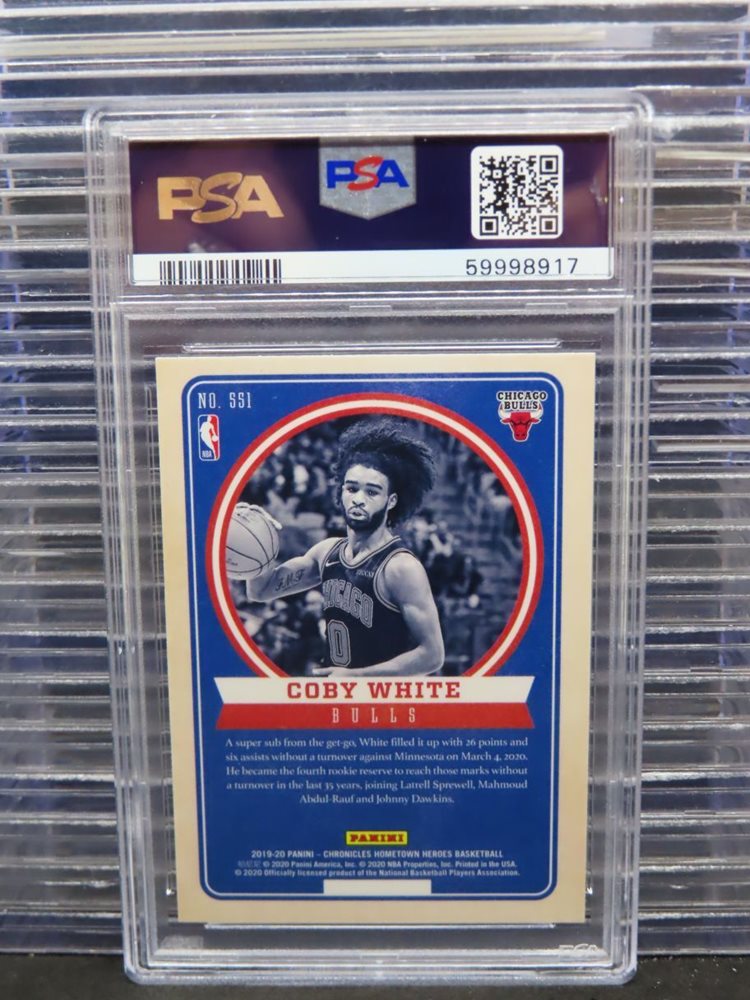 PSA PSA
59998917
NO. 551
NBA
CHICAGO
BULLS
CHICAGO
0
COBY WHITE
BULLS
A super sub from the get-go, White filled it up with 26 points and
six assists without a turnover against Minnesota on March 4, 2020.
He became the fourth rookie reserve to reach those marks without
a turnover in the last 35 years, joining Latrell Sprewell, Mahmoud
Abdul-Rauf and Johnny Dawkins.
PANINI
2019-20 PANINI – CHRONICLES HOMETOWN HEROES BASKETBALL
© 2020 Panini America, Inc. © 2020 NBA Properties, Inc. Printed in the USA.
© 2020 Officially licensed product of the National Basketball Players Association.
PSA